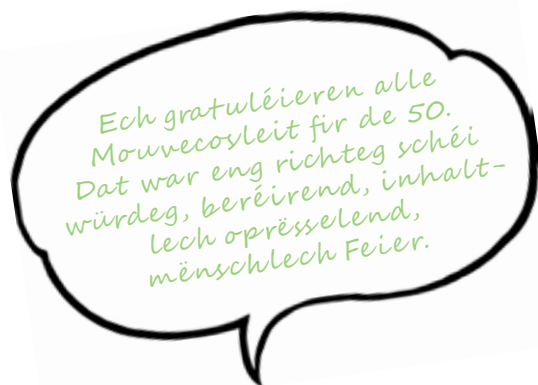 Ech gratuléieren alle
Mouvecosleit fir de 50.
Dat war eng richteg schéi
würdeg, beréirend, inhalt-
lech oprësselend,
mënschlech Feier.